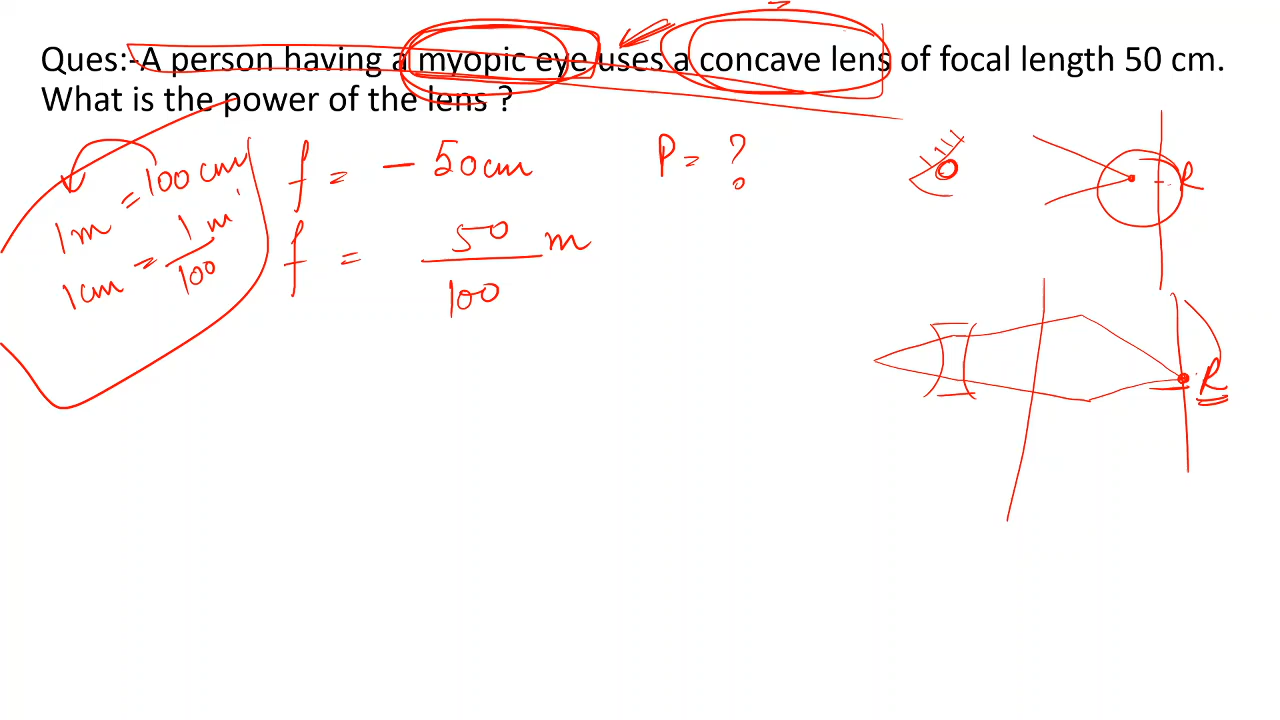 Ques:-A person having a myopic eye uses a concave lens of focal length 50 cm.
What is the power of the lens ?
1m = 100 cm
1cm = 1/100 m
f = - 50cm
f = 50/100 m
P = ?
R
R